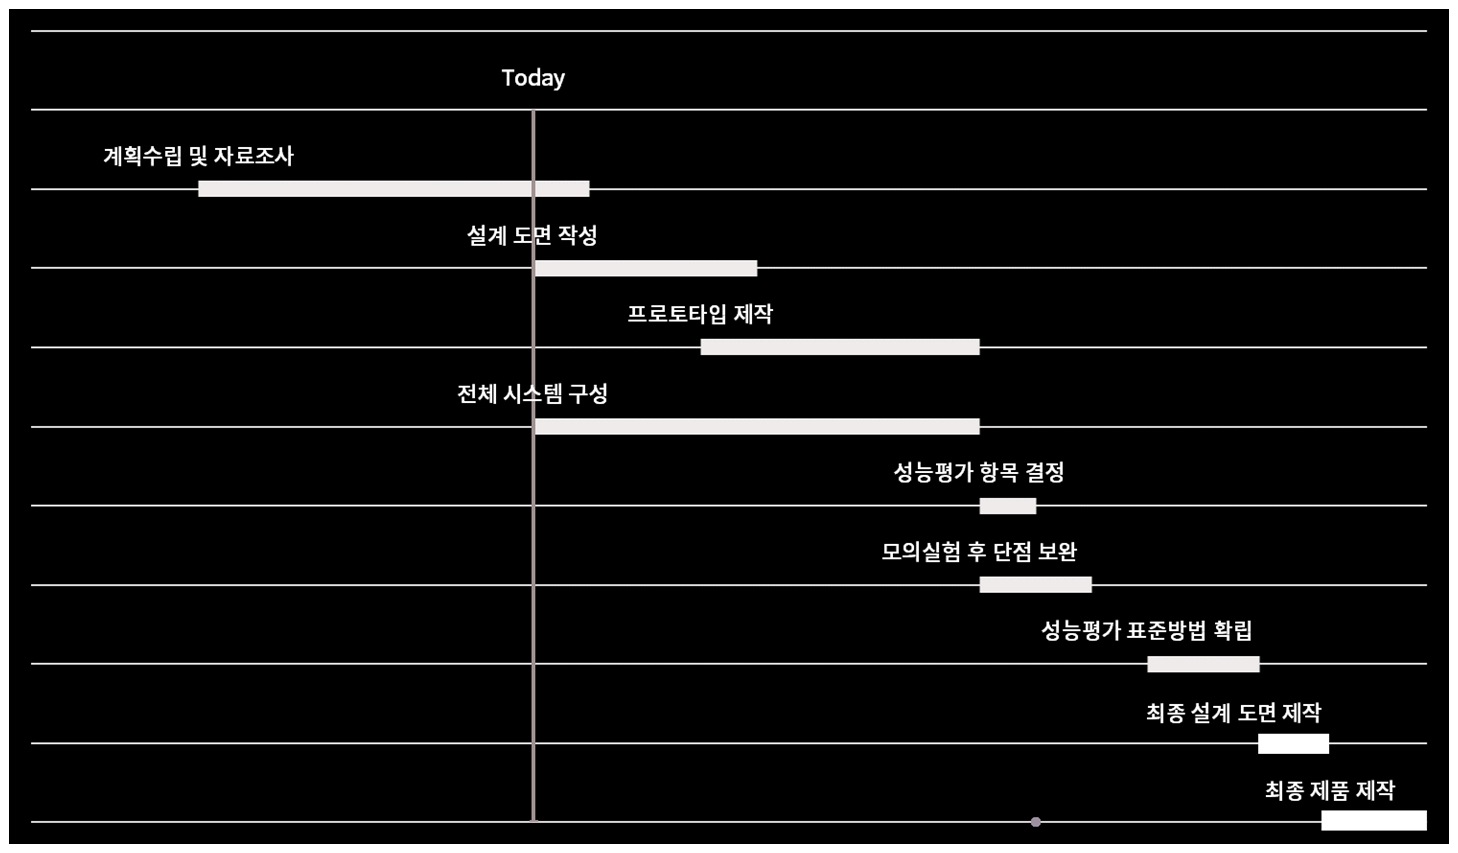 Today
계획수립 및 자료조사
설계 도면 작성
프로토타입 제작
전체 시스템 구성
성능평가 항목 결정
모의실험 후 단점 보완
성능평가 표준방법 확립
최종 설계 도면 제작
최종 제품 제작